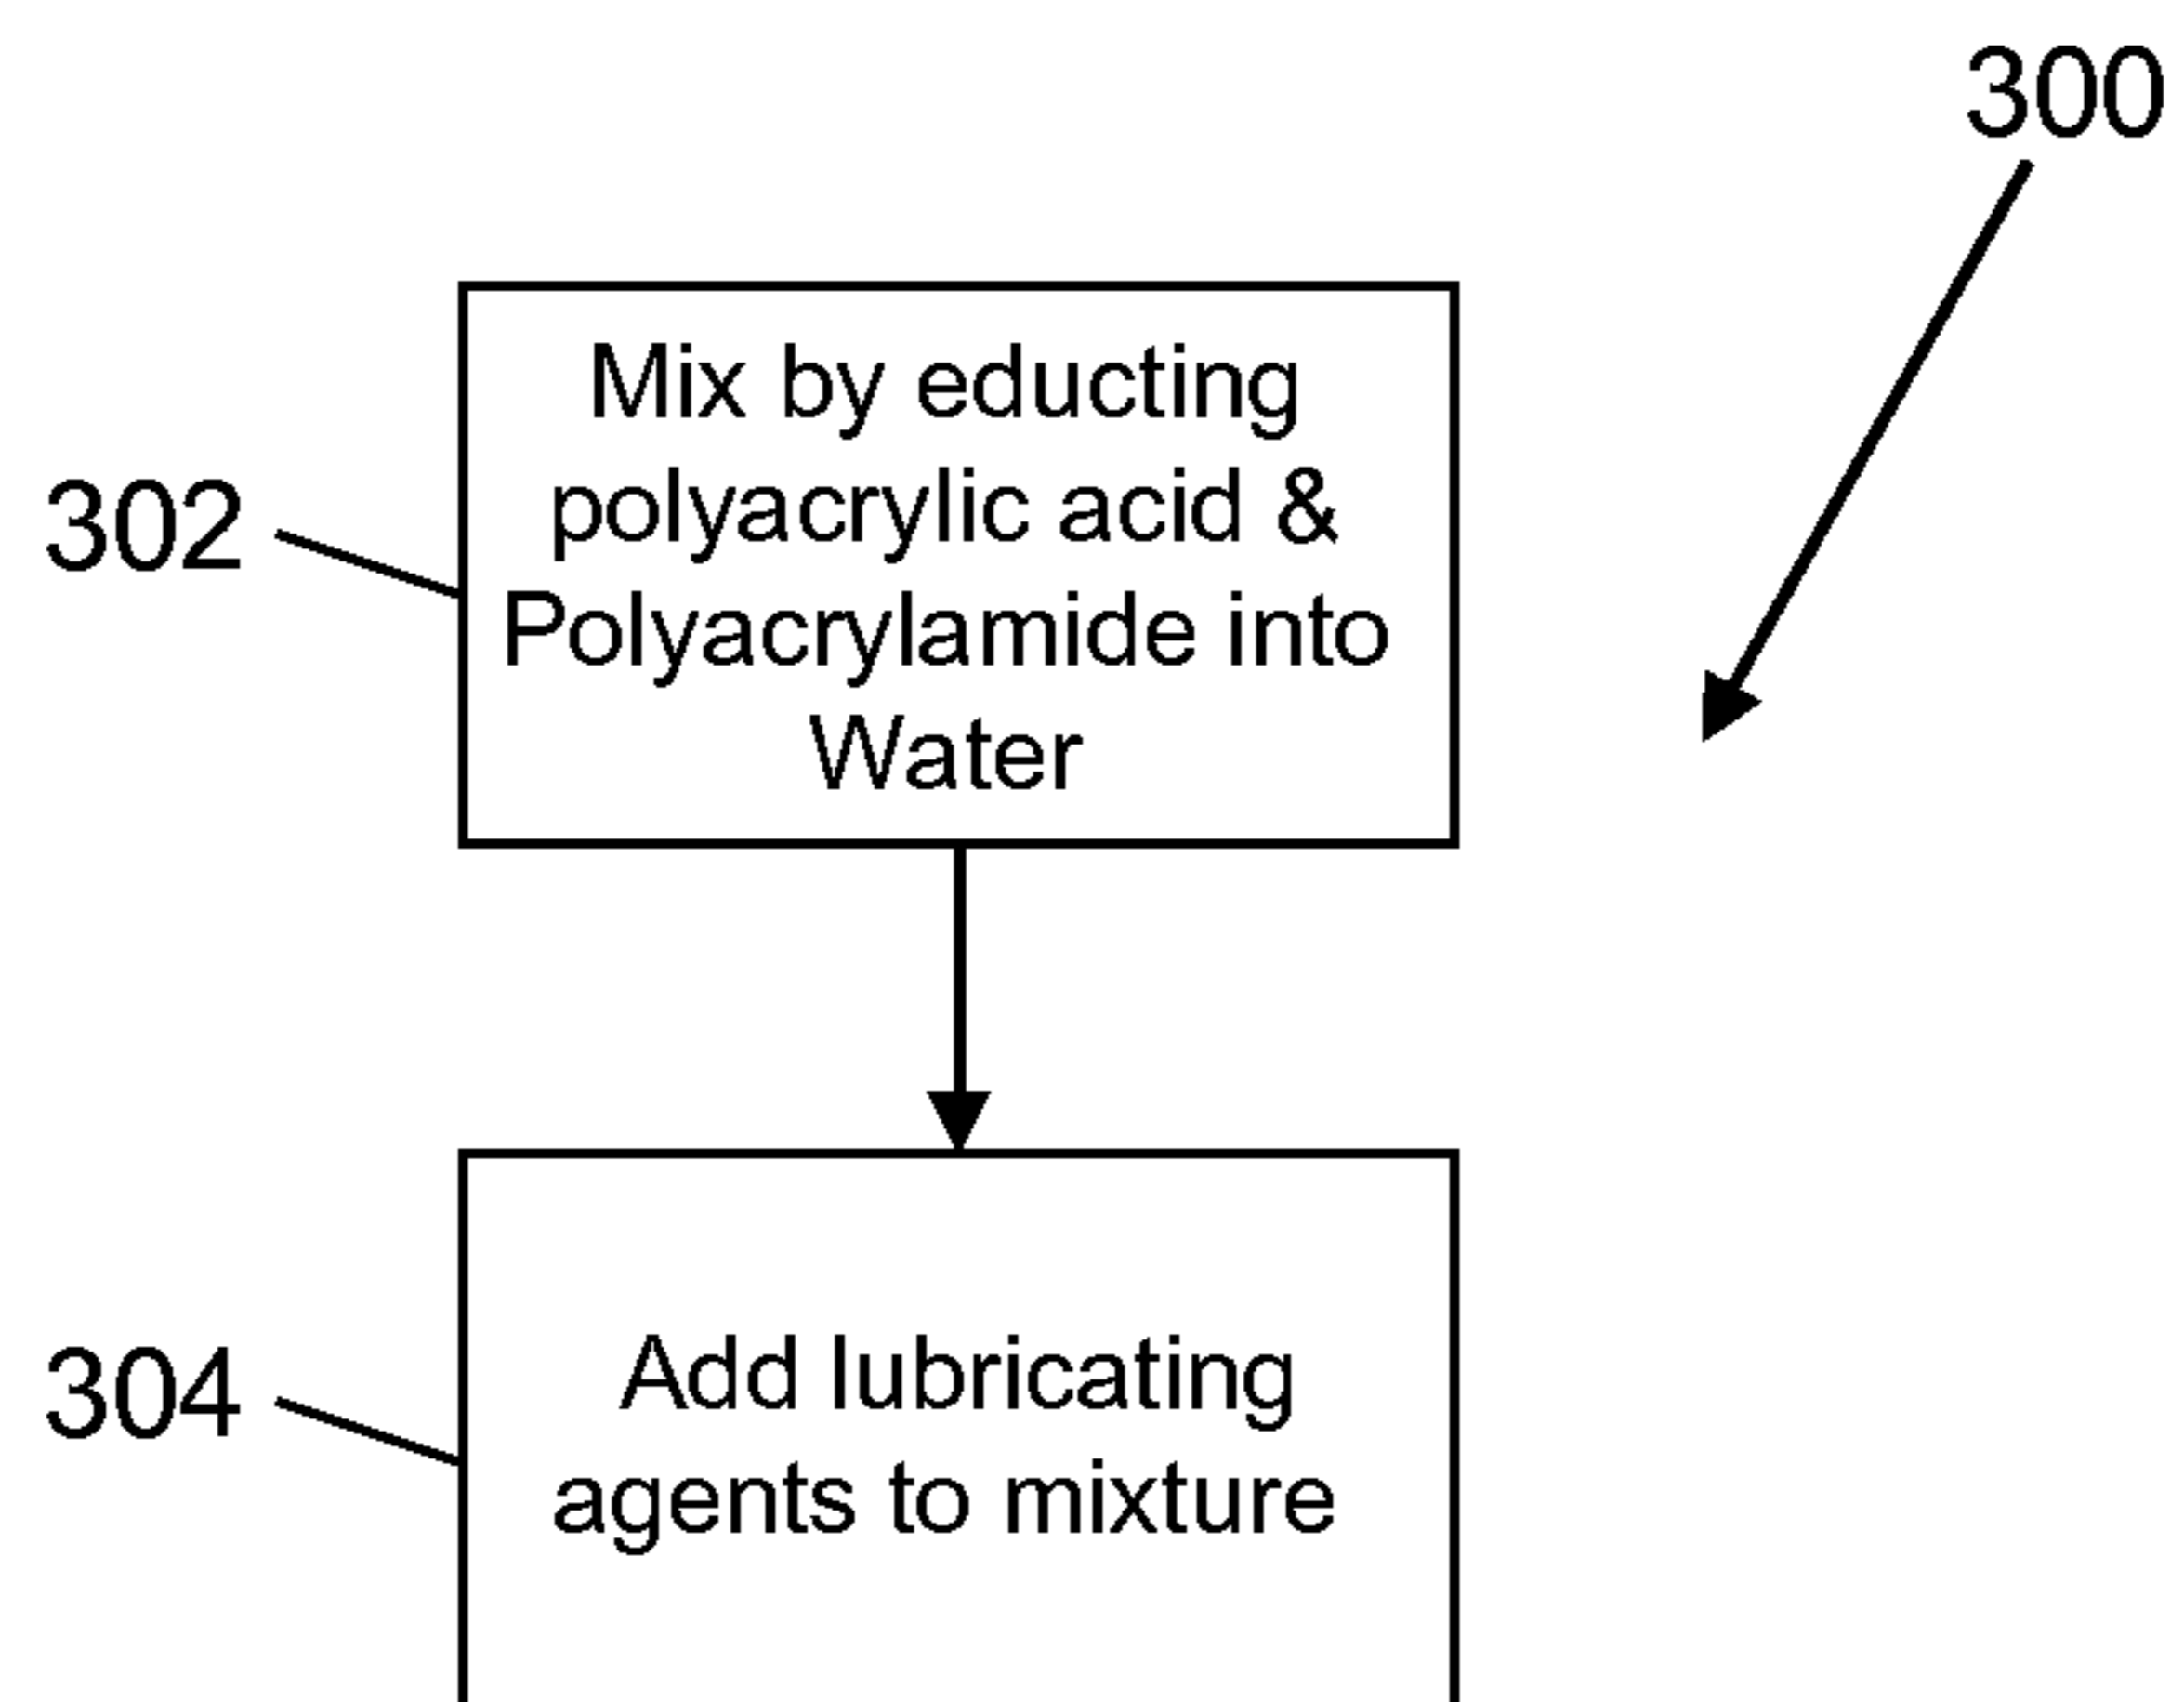 300
Mix by educting
polyacrylic acid &
Polyacrylamide into
Water
302
Add lubricating
agents to mixture
304